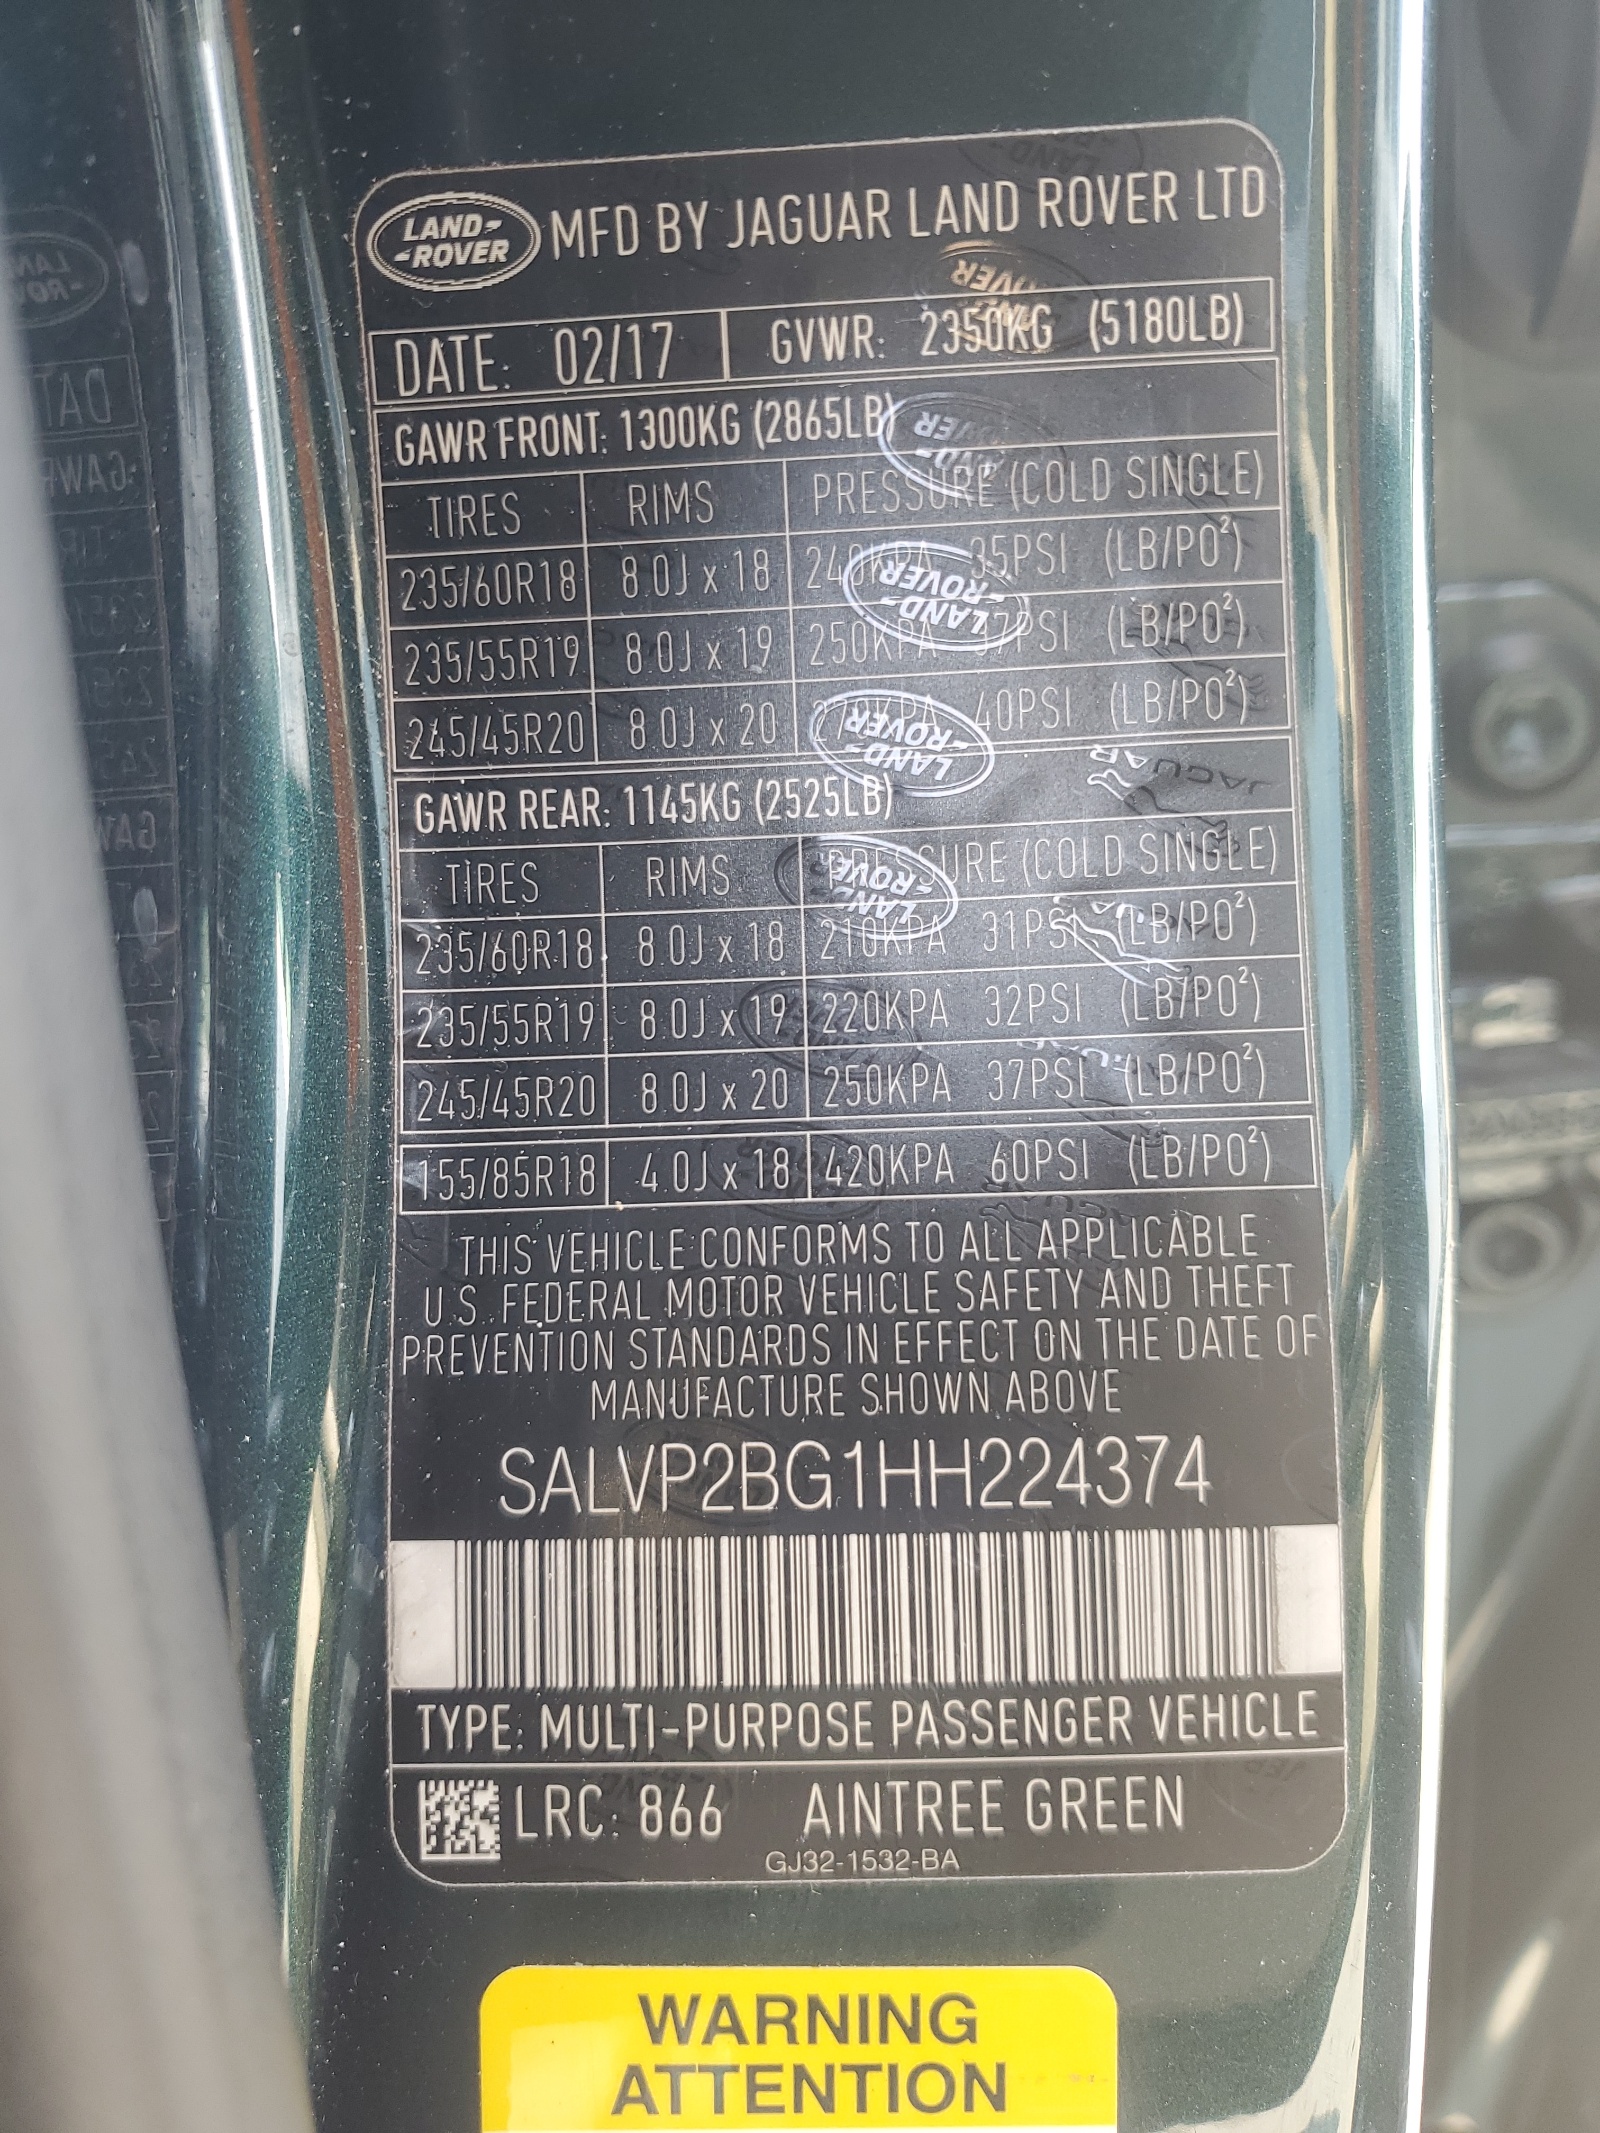 LAND-
-ROVER
MFD BY JAGUAR LAND ROVER LTD
DATE: 02/17 GVWR: 2350KG (5180LB)
GAWR FRONT: 1300KG (2865LB)
TIRES RIMS PRESSURE (COLD SINGLE)
235/60R18 8.0J x 18 240KPA 35PSI (LB/PO²)
235/55R19 8.0J x 19 250KPA 37PSI (LB/PO²)
245/45R20 8.0J x 20 40PSI (LB/PO²)
GAWR REAR: 1145KG (2525LB)
TIRES RIMS PRESSURE (COLD SINGLE)
235/60R18 8.0J x 18 210KPA 31PSI (LB/PO²)
235/55R19 8.0J x 19 220KPA 32PSI (LB/PO²)
245/45R20 8.0J x 20 250KPA 37PSI (LB/PO²)
155/85R18 4.0J x 18 420KPA 60PSI (LB/PO²)
THIS VEHICLE CONFORMS TO ALL APPLICABLE
U.S. FEDERAL MOTOR VEHICLE SAFETY AND THEFT
PREVENTION STANDARDS IN EFFECT ON THE DATE OF
MANUFACTURE SHOWN ABOVE
SALVP2BG1HH224374
TYPE: MULTI-PURPOSE PASSENGER VEHICLE
LRC: 866 AINTREE GREEN
GJ32-1532-BA
WARNING
ATTENTION